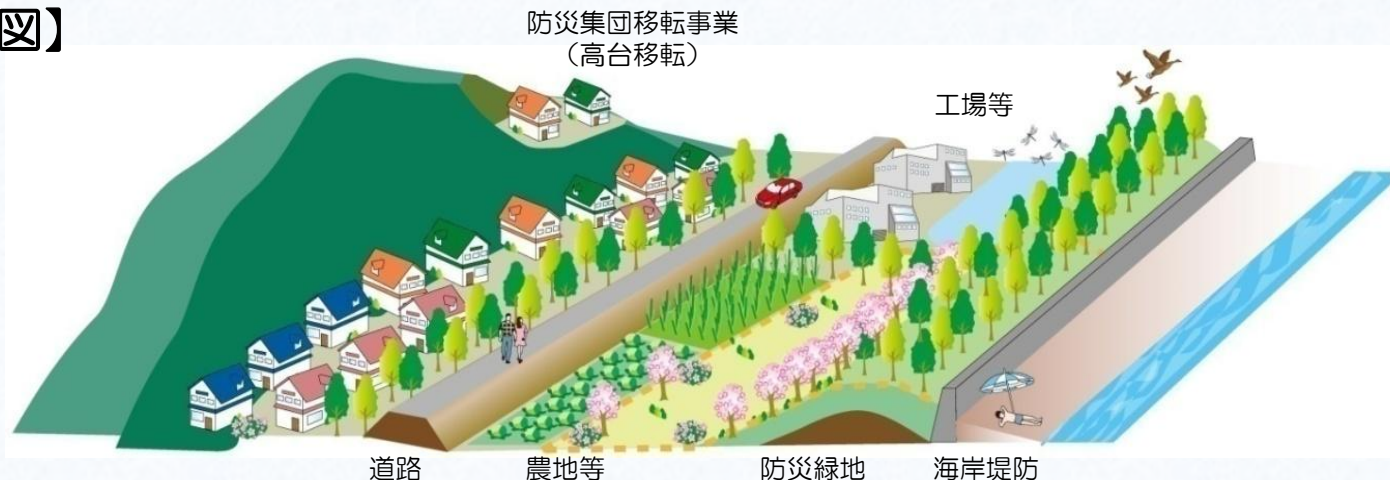 図】
防災集団移転事業
（高台移転）
工場等
道路
農地等
防災緑地
海岸堤防